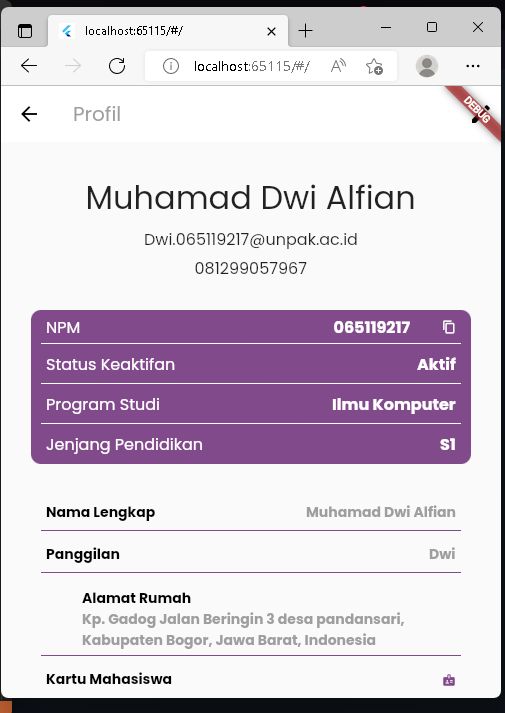 localhost:65115/#/
localhost:65115/#/
Profil
DEBUG
Muhamad Dwi Alfian
Dwi.065119217@unpak.ac.id
081299057967
NPM 065119217
Status Keaktifan Aktif
Program Studi Ilmu Komputer
Jenjang Pendidikan S1
Nama Lengkap Muhamad Dwi Alfian
Panggilan Dwi
Alamat Rumah
Kp. Gadog Jalan Beringin 3 desa pandansari,
Kabupaten Bogor, Jawa Barat, Indonesia
Kartu Mahasiswa